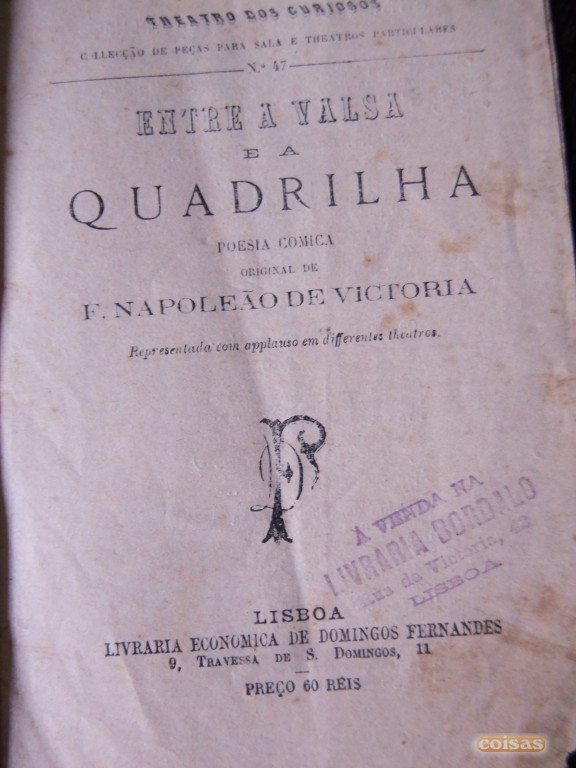 THEATRO DOS CURIOSOS
COLLECÇÃO DE PEÇAS PARA SALA E THEATROS PARTICULARES
N.º 47
ENTRE A VALSA
E A
QUADRILHA
POESIA COMICA
ORIGINAL DE
F. NAPOLEÃO DE VICTORIA
Representada com applauso em differentes theatros.
A VENDA NA
LIVRARIA BORDALO
Rua da Victoria, 42
LISBOA
LISBOA
LIVRARIA ECONOMICA DE DOMINGOS FERNANDES
9, TRAVESSA DE S. DOMINGOS, 11
PREÇO 60 RÉIS
coisas